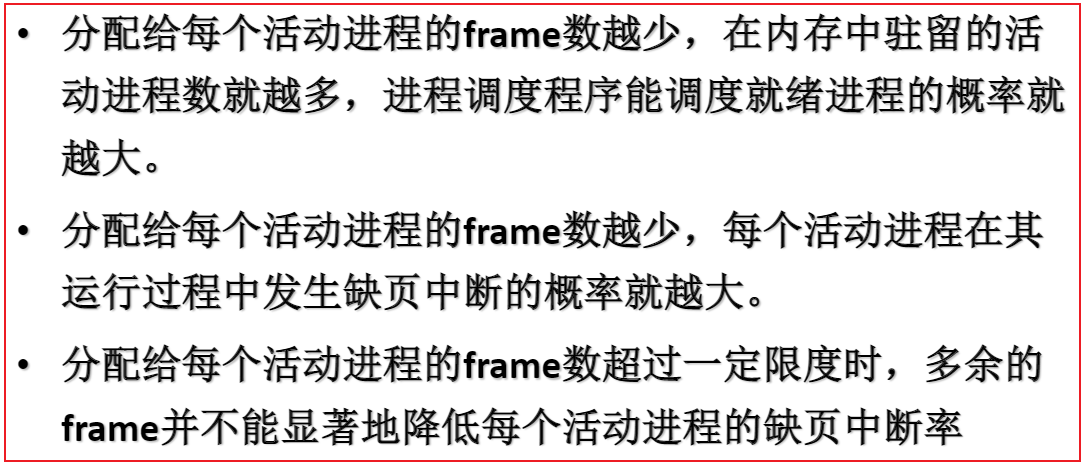 • 分配给每个活动进程的frame数越少，在内存中驻留的活
动进程数就越多，进程调度程序能调度就绪进程的概率就
越大。
• 分配给每个活动进程的frame数越少，每个活动进程在其
运行过程中发生缺页中断的概率就越大。
• 分配给每个活动进程的frame数超过一定限度时，多余的
frame并不能显著地降低每个活动进程的缺页中断率